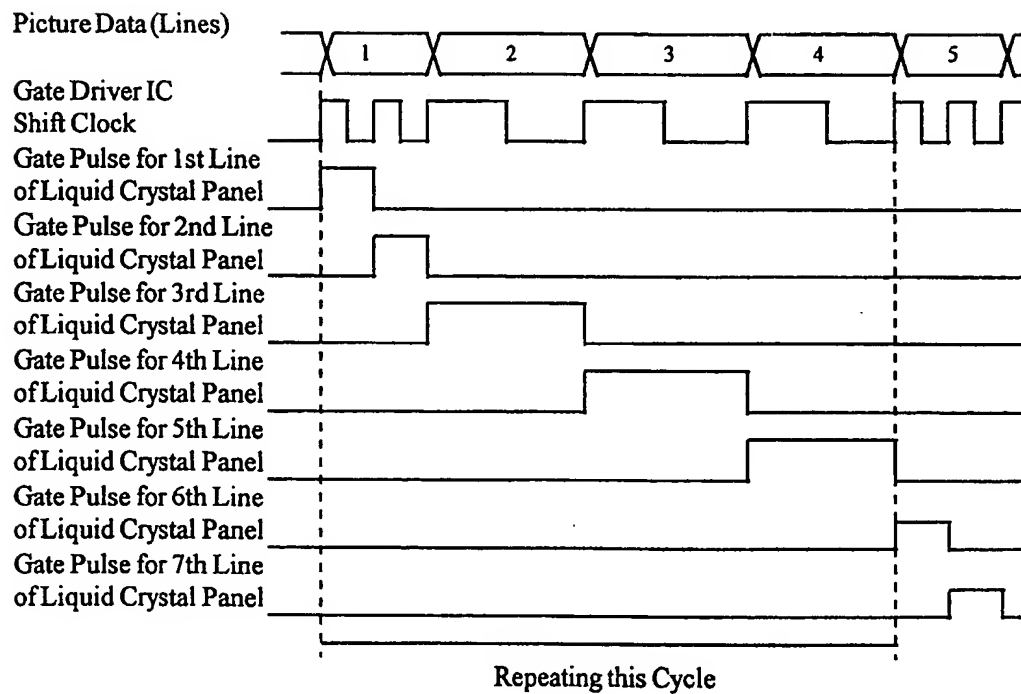 Picture Data (Lines)
1 2 3 4 5
Gate Driver IC
Shift Clock
Gate Pulse for 1st Line
of Liquid Crystal Panel
Gate Pulse for 2nd Line
of Liquid Crystal Panel
Gate Pulse for 3rd Line
of Liquid Crystal Panel
Gate Pulse for 4th Line
of Liquid Crystal Panel
Gate Pulse for 5th Line
of Liquid Crystal Panel
Gate Pulse for 6th Line
of Liquid Crystal Panel
Gate Pulse for 7th Line
of Liquid Crystal Panel
Repeating this Cycle